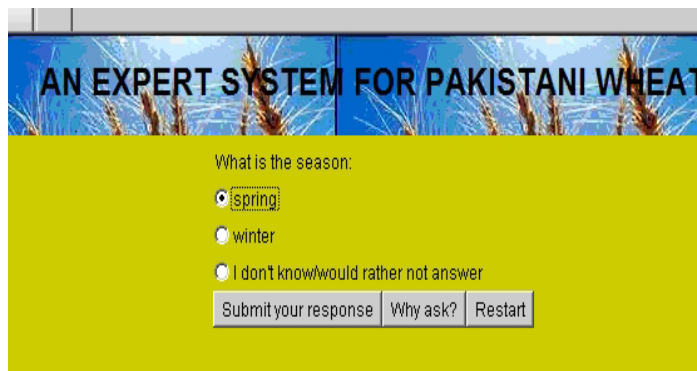 AN EXPERT SYSTEM FOR PAKISTANI WHEAT
What is the season:
spring
winter
I don't know/would rather not answer
Submit your response Why ask? Restart